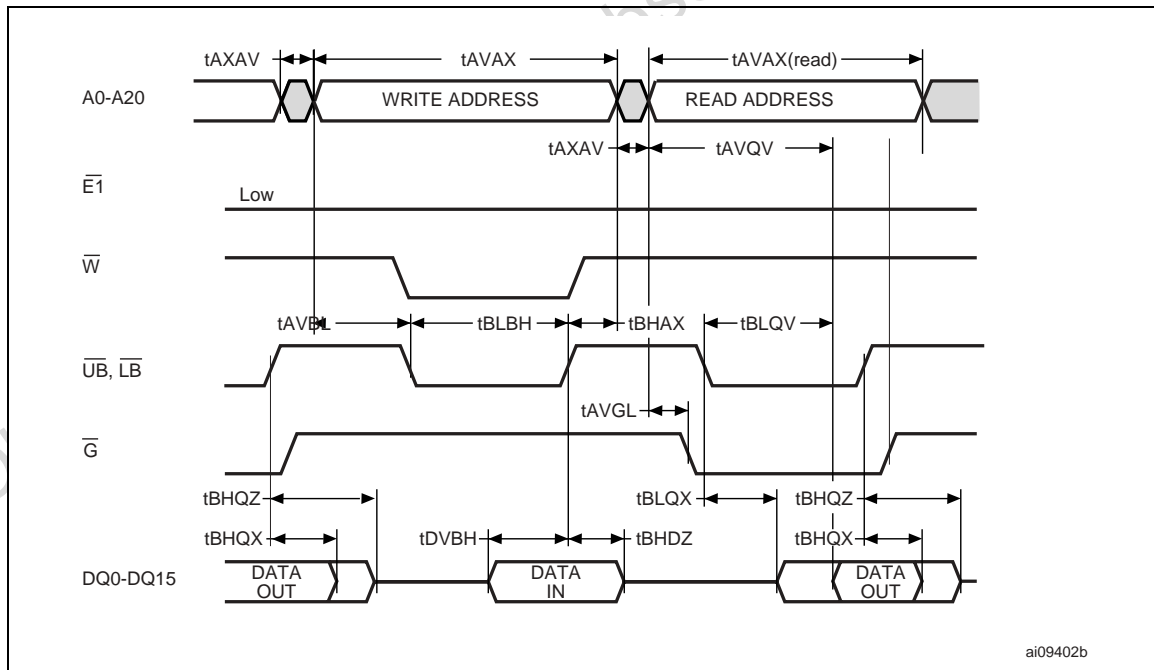 tAXAV tAVAX tAVAX(read)
A0-A20 WRITE ADDRESS READ ADDRESS
tAXAV tAVQV
E1
Low
W
tAVBL tBLBH tBHAX tBLQV
UB, LB
tAVGL
G
tBHQZ tBLQX tBHQZ
tBHQX tDVBH tBHDZ tBHQX
DQ0-DQ15 DATA OUT DATA IN DATA OUT
ai09402b